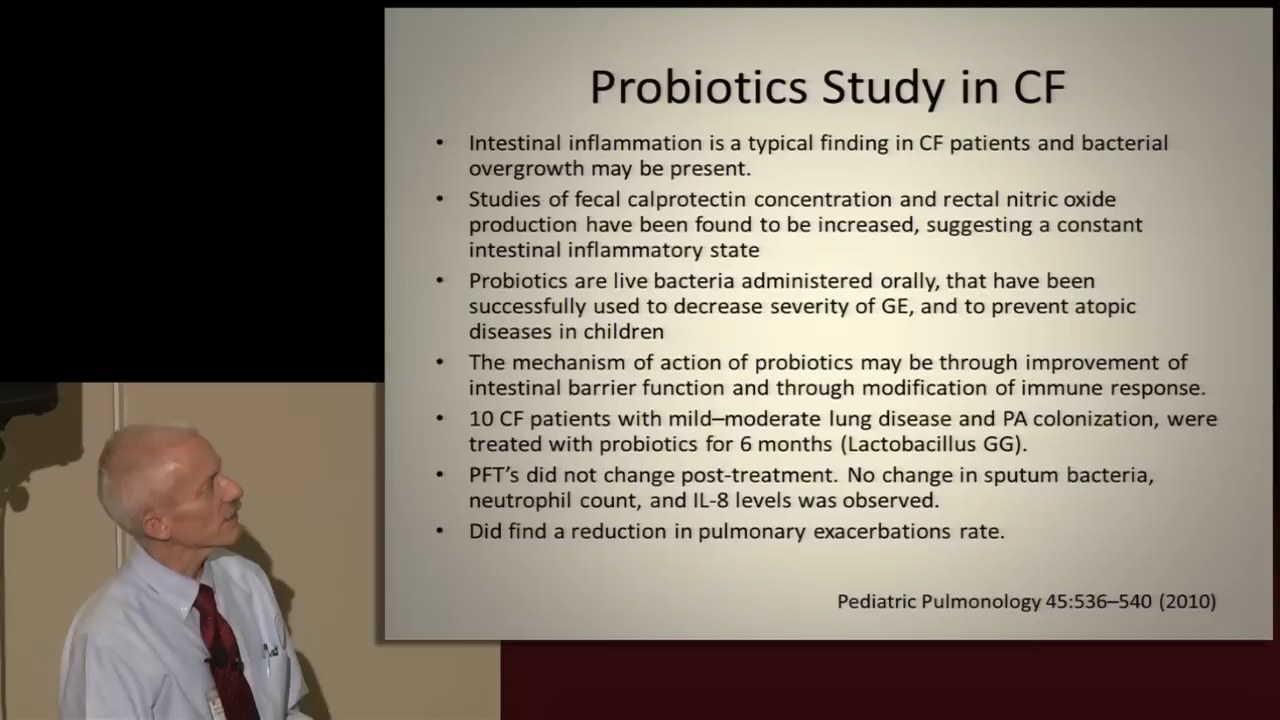 Probiotics Study in CF
• Intestinal inflammation is a typical finding in CF patients and bacterial
overgrowth may be present.
• Studies of fecal calprotectin concentration and rectal nitric oxide
production have been found to be increased, suggesting a constant
intestinal inflammatory state
• Probiotics are live bacteria administered orally, that have been
successfully used to decrease severity of GE, and to prevent atopic
diseases in children
• The mechanism of action of probiotics may be through improvement of
intestinal barrier function and through modification of immune response.
• 10 CF patients with mild–moderate lung disease and PA colonization, were
treated with probiotics for 6 months (Lactobacillus GG).
• PFT’s did not change post-treatment. No change in sputum bacteria,
neutrophil count, and IL-8 levels was observed.
• Did find a reduction in pulmonary exacerbations rate.
Pediatric Pulmonology 45:536–540 (2010)